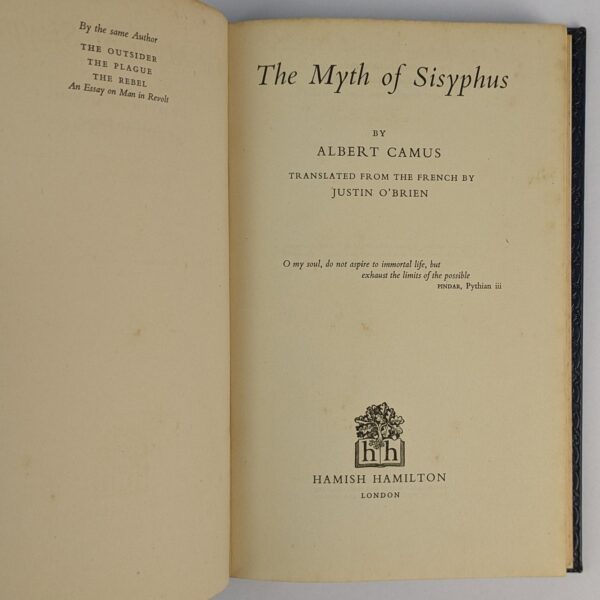 By the same Author
THE OUTSIDER
THE PLAGUE
THE REBEL
An Essay on Man in Revolt
The Myth of Sisyphus
BY
ALBERT CAMUS
TRANSLATED FROM THE FRENCH BY
JUSTIN O'BRIEN
O my soul, do not aspire to immortal life, but
exhaust the limits of the possible
PINDAR, Pythian iii
h h
HAMISH HAMILTON
LONDON